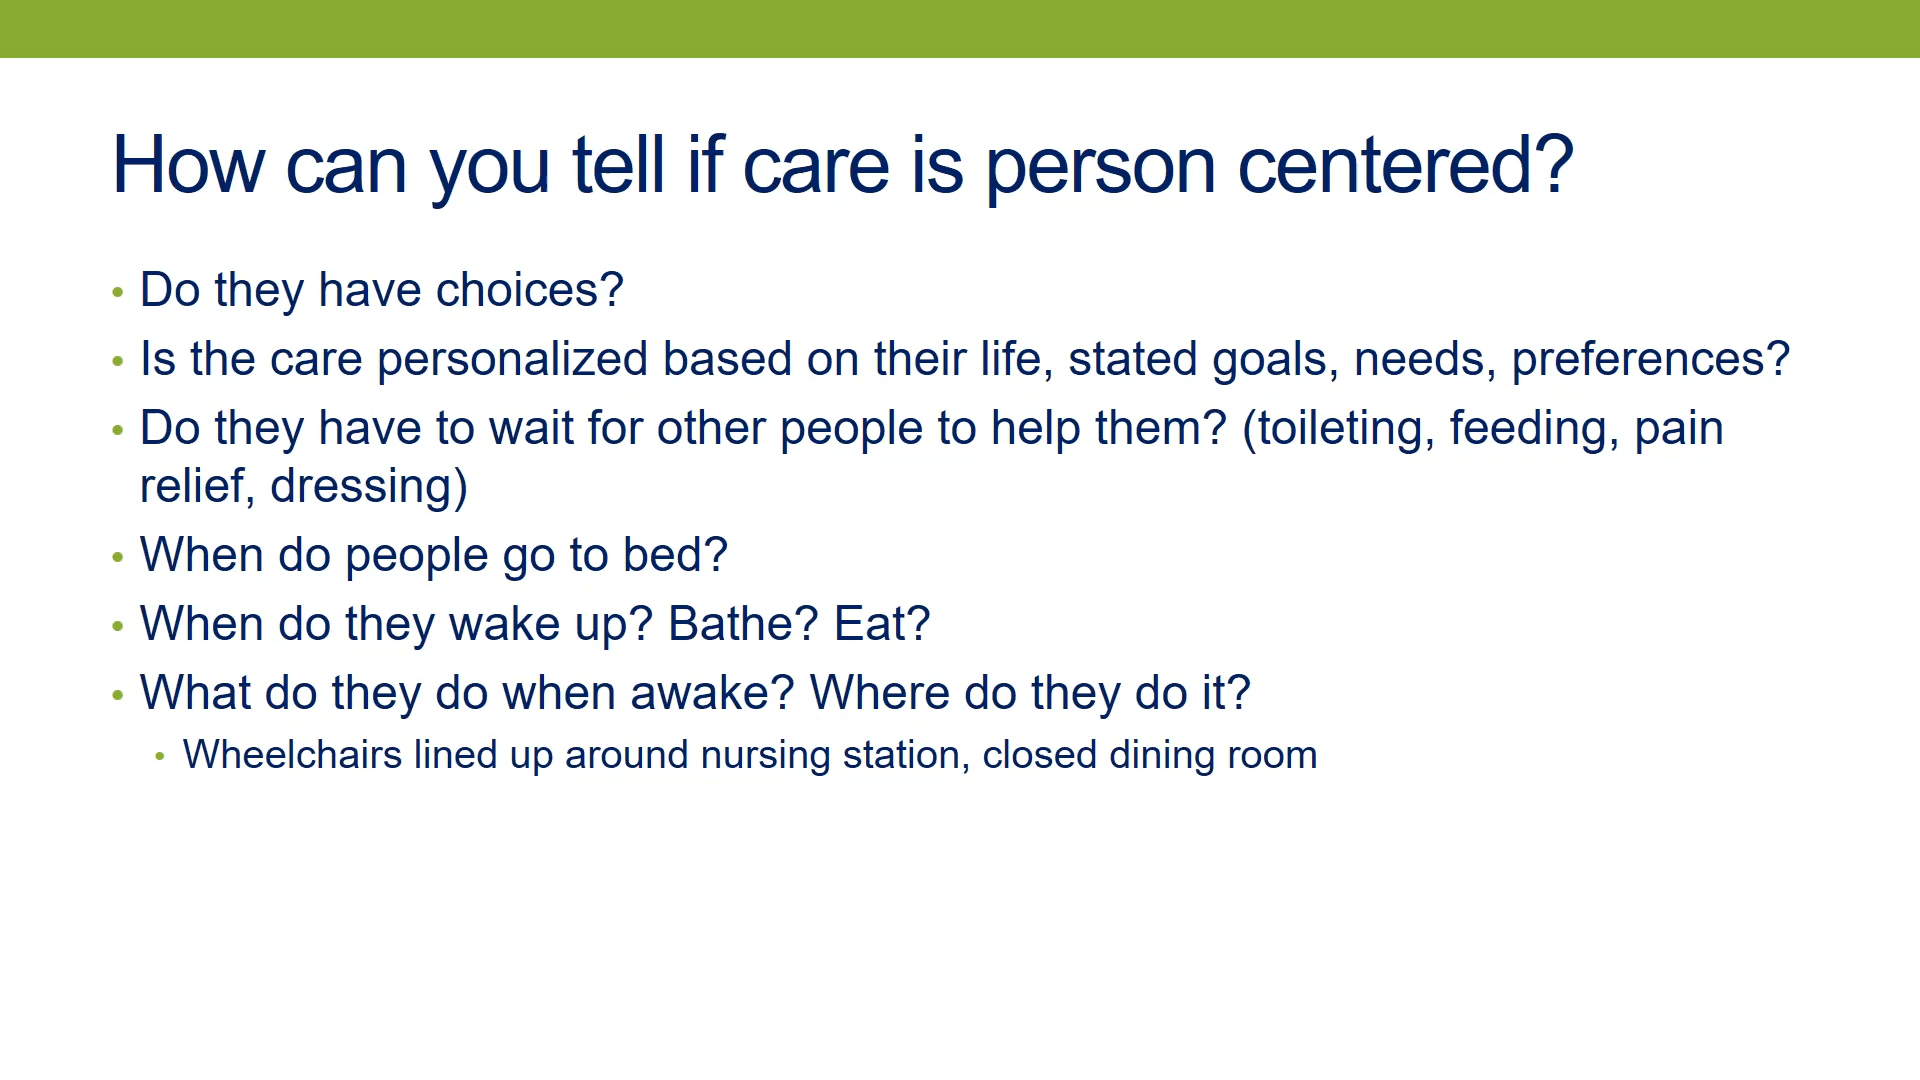 How can you tell if care is person centered?
• Do they have choices?
• Is the care personalized based on their life, stated goals, needs, preferences?
• Do they have to wait for other people to help them? (toileting, feeding, pain
relief, dressing)
• When do people go to bed?
• When do they wake up? Bathe? Eat?
• What do they do when awake? Where do they do it?
• Wheelchairs lined up around nursing station, closed dining room